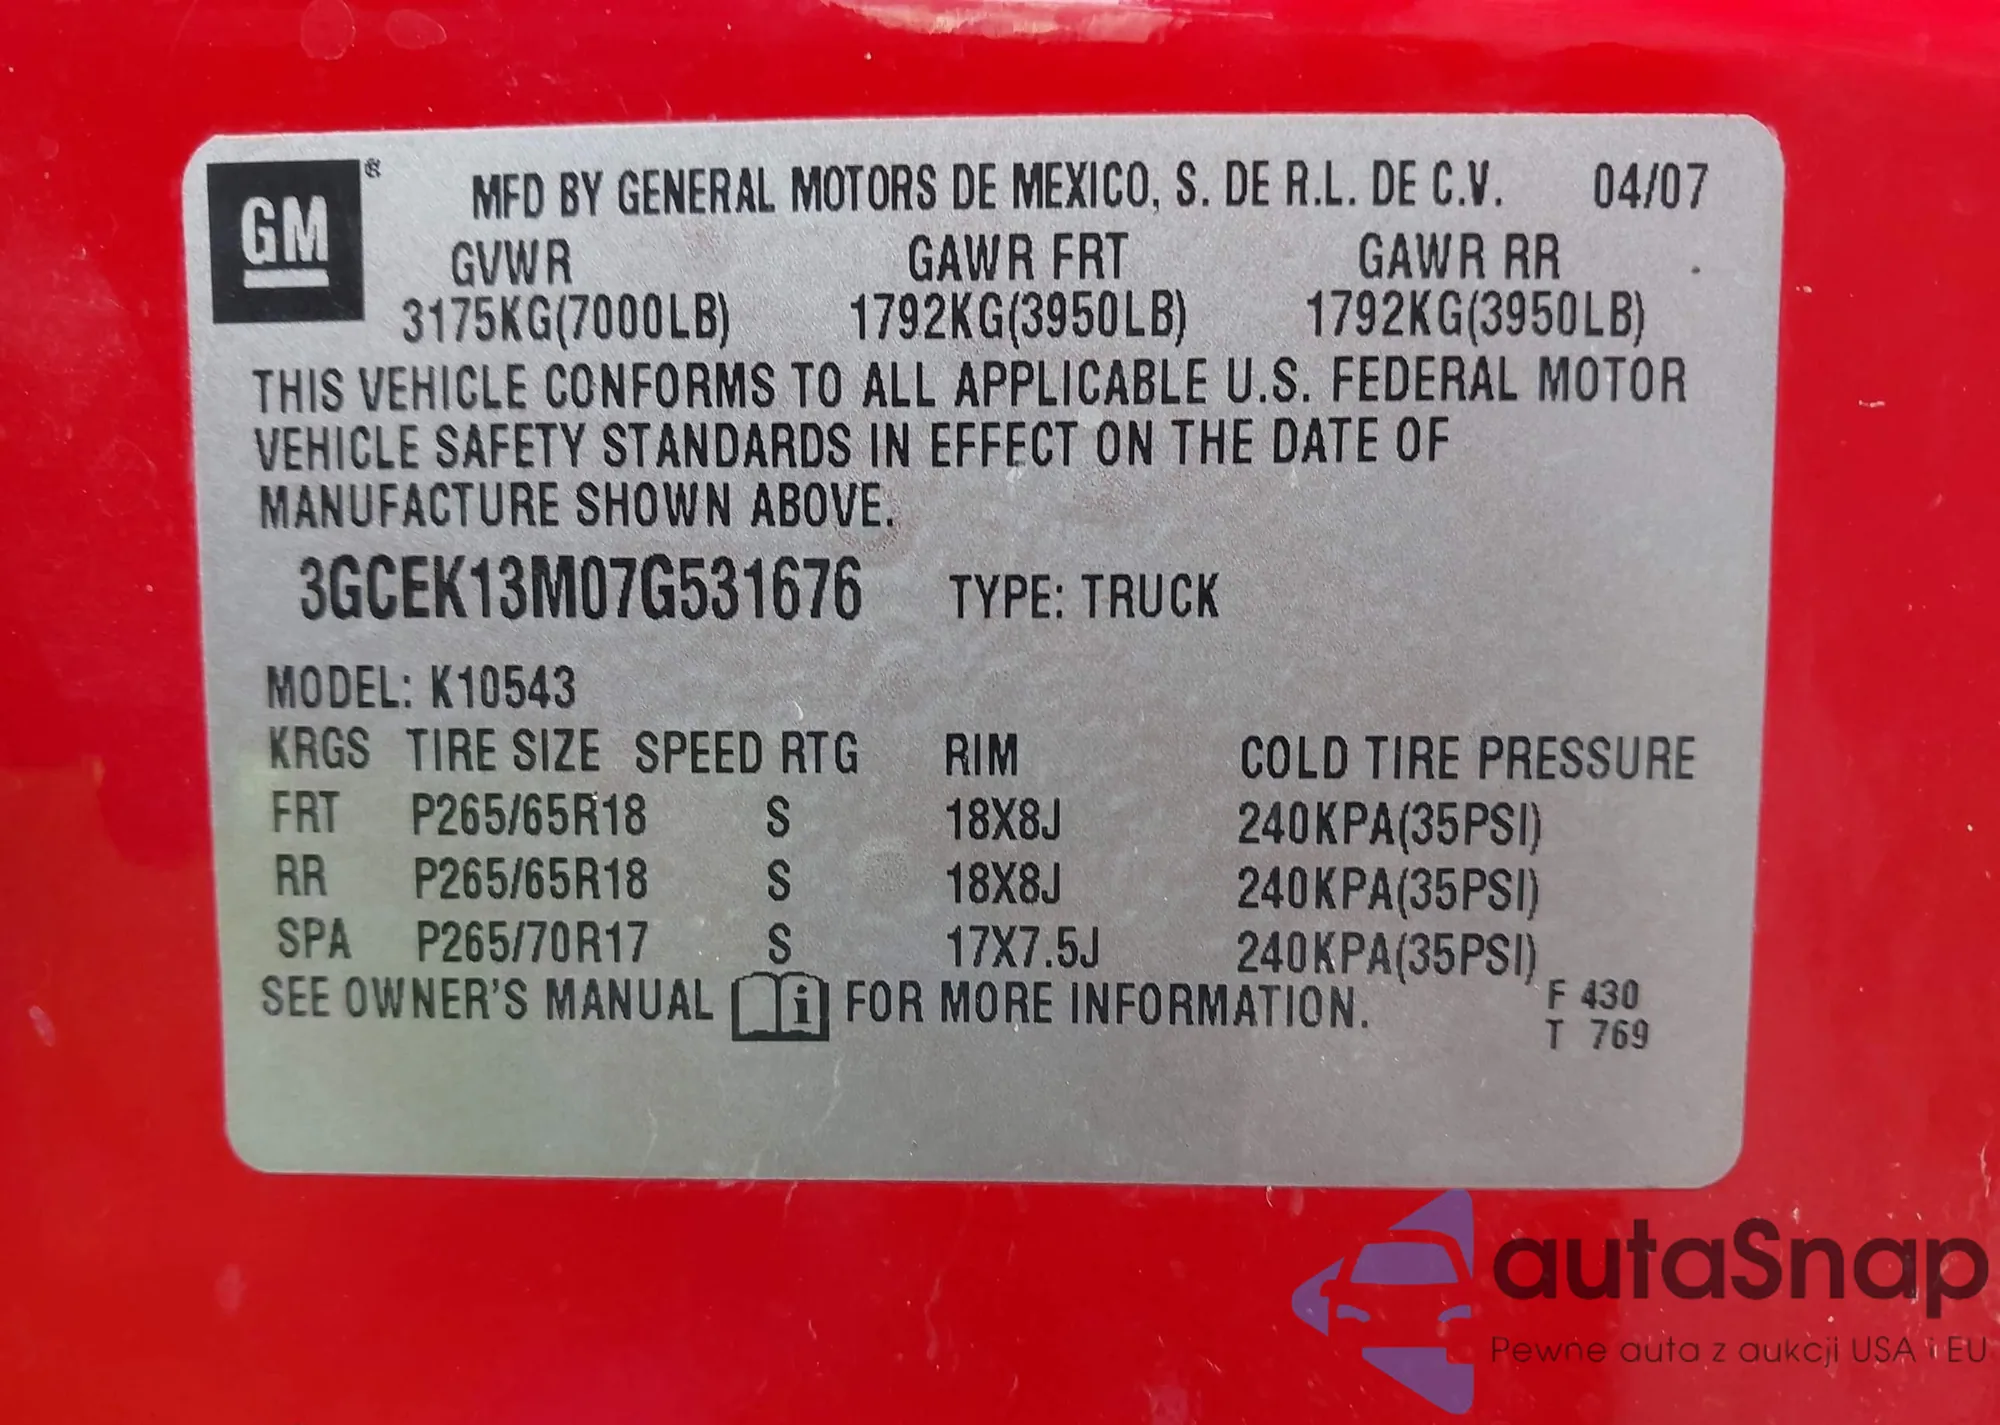 GM ®
MFD BY GENERAL MOTORS DE MEXICO, S. DE R.L. DE C.V. 04/07
GVWR GAWR FRT GAWR RR
3175KG(7000LB) 1792KG(3950LB) 1792KG(3950LB)
THIS VEHICLE CONFORMS TO ALL APPLICABLE U.S. FEDERAL MOTOR
VEHICLE SAFETY STANDARDS IN EFFECT ON THE DATE OF
MANUFACTURE SHOWN ABOVE.
3GCEK13M07G531676 TYPE: TRUCK
MODEL: K10543
KRGS TIRE SIZE SPEED RTG RIM COLD TIRE PRESSURE
FRT P265/65R18 S 18X8J 240KPA(35PSI)
RR P265/65R18 S 18X8J 240KPA(35PSI)
SPA P265/70R17 S 17X7.5J 240KPA(35PSI)
SEE OWNER'S MANUAL i FOR MORE INFORMATION.
F 430
T 769
autaSnap
Pewne auta z aukcji USA i EU